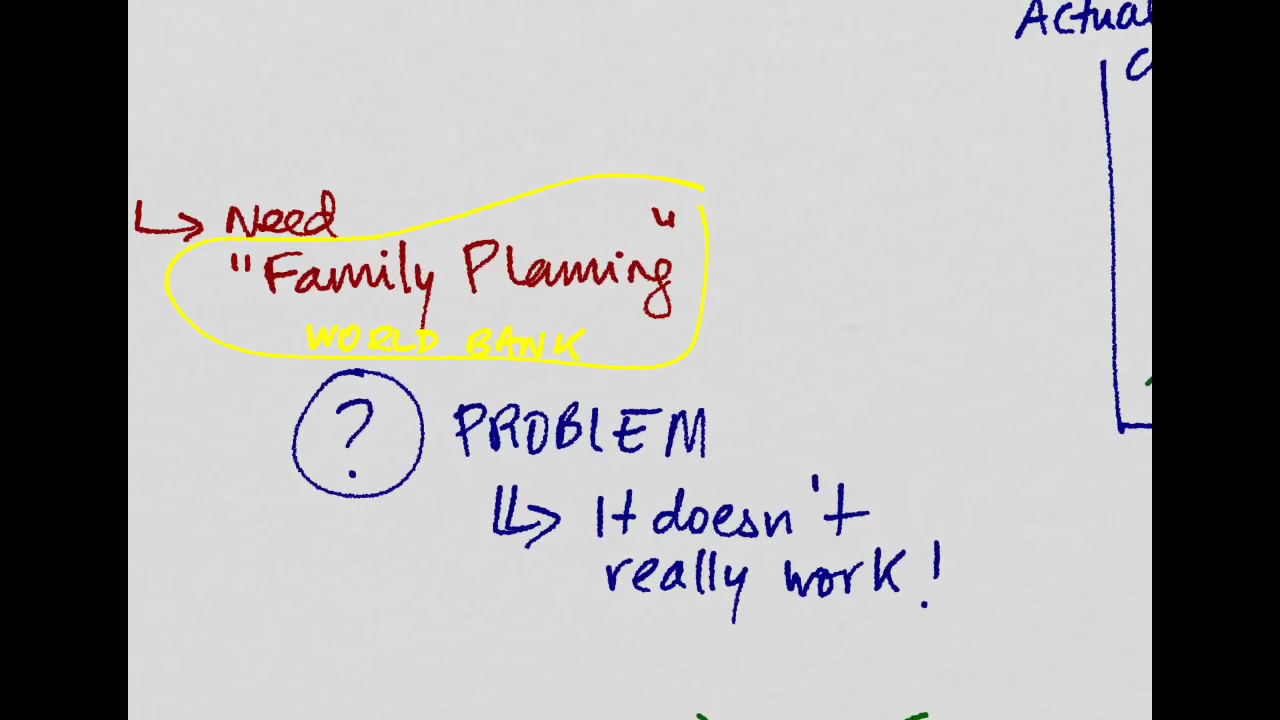 Actual
Need
"Family Planning"
WORLD BANK
? PROBLEM
It doesn't
really work!